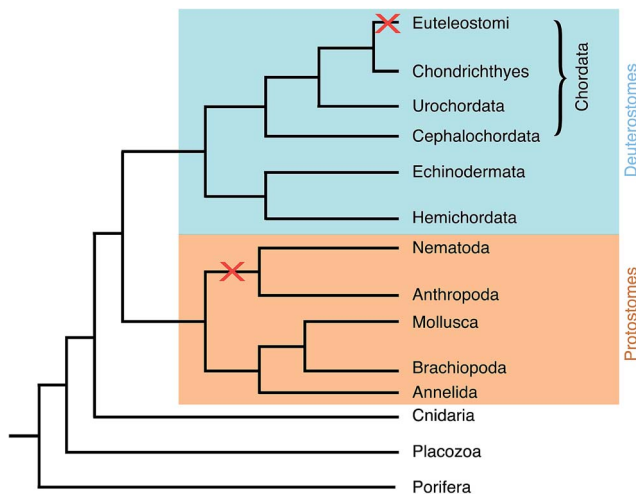 Euteleostomi
Chondrichthyes
Urochordata
Cephalochordata
Chordata
Echinodermata
Hemichordata
Deuterostomes
Nematoda
Anthropoda
Mollusca
Brachiopoda
Annelida
Protostomes
Cnidaria
Placozoa
Porifera